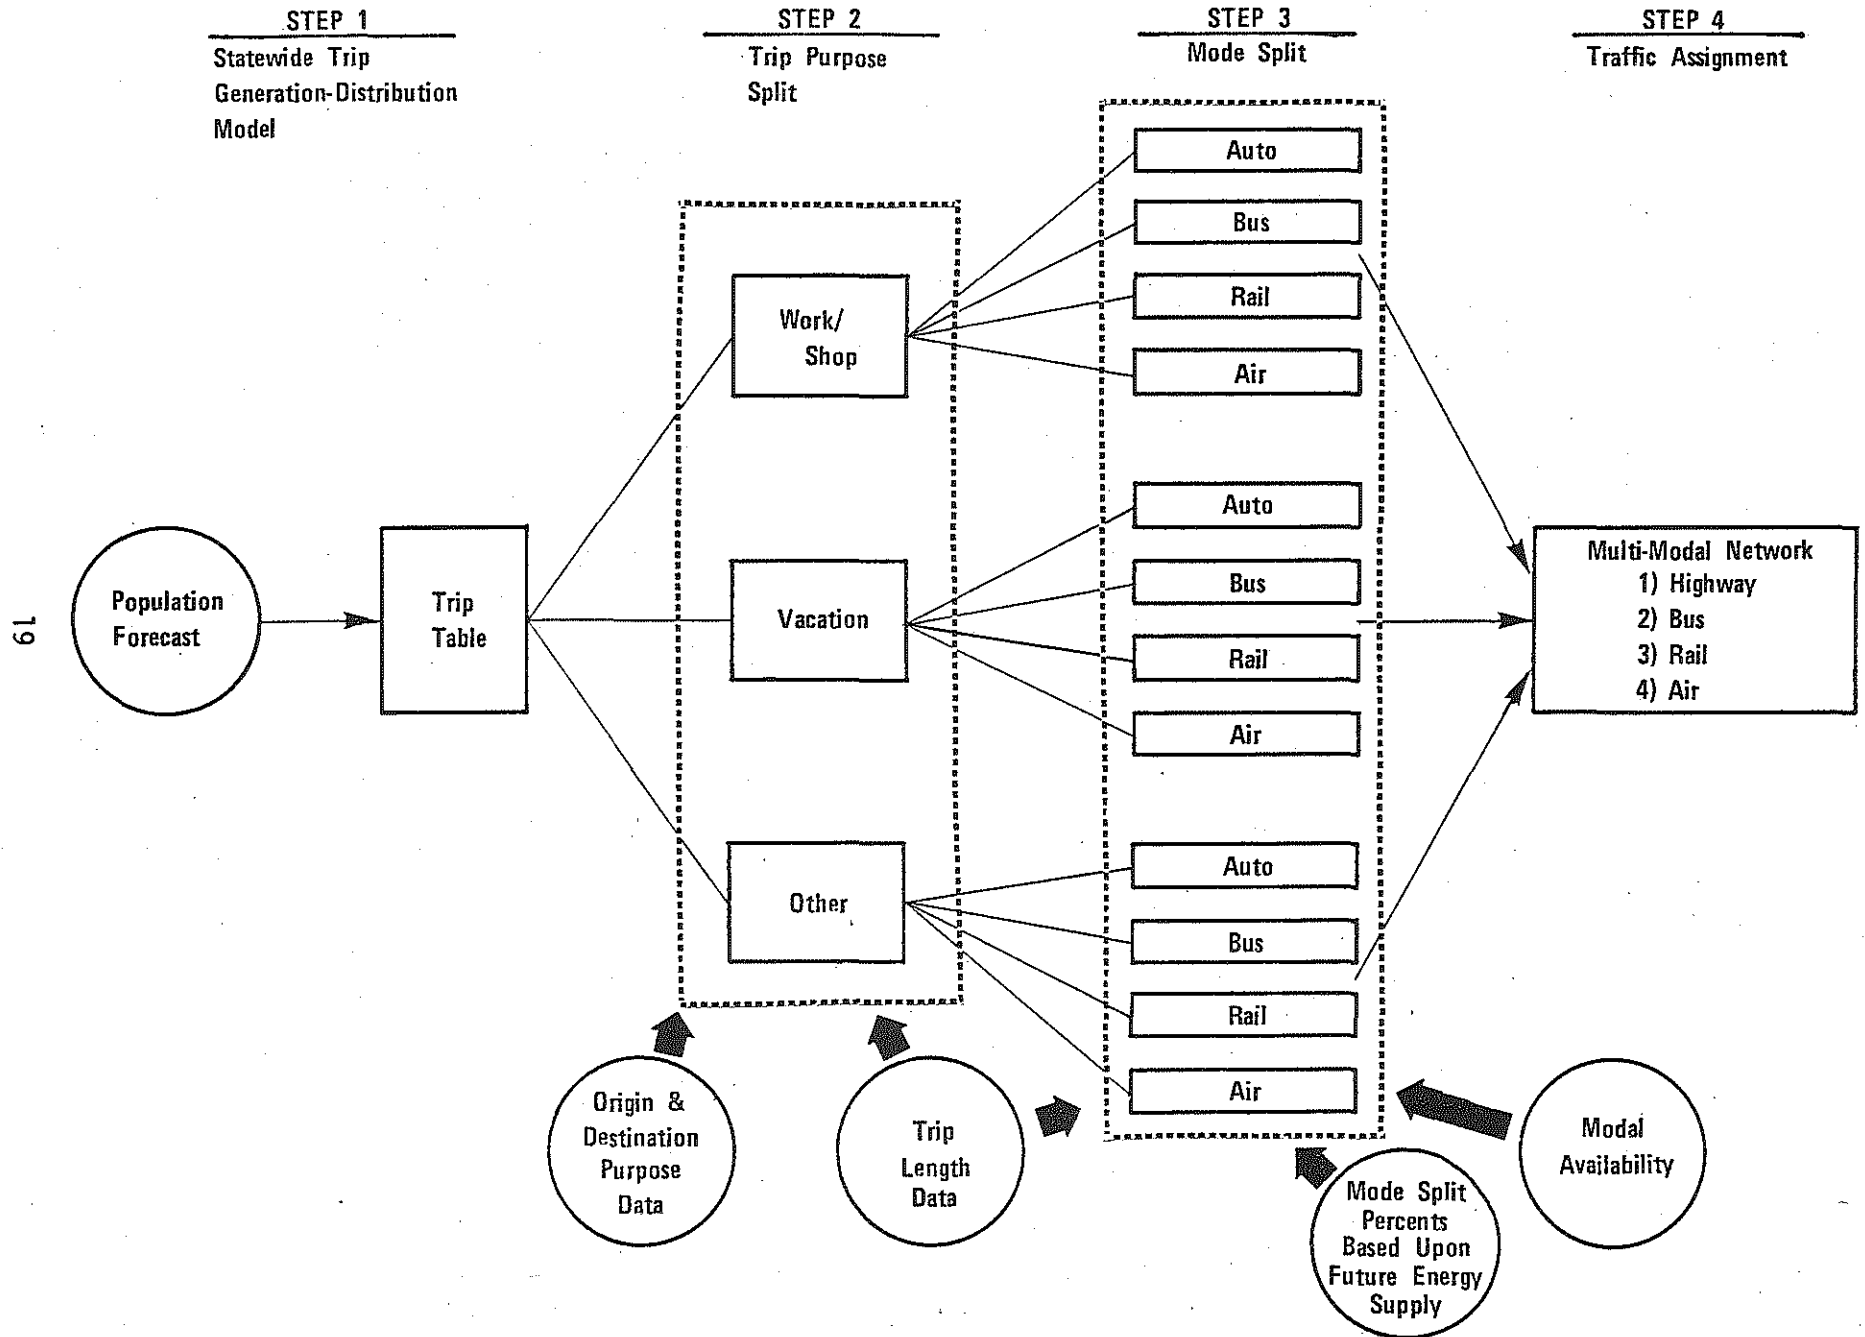 STEP 1
Statewide Trip
Generation-Distribution
Model
STEP 2
Trip Purpose
Split
STEP 3
Mode Split
STEP 4
Traffic Assignment
Population
Forecast
Trip
Table
Work/
Shop
Vacation
Other
Auto
Bus
Rail
Air
Auto
Bus
Rail
Air
Auto
Bus
Rail
Air
Multi-Modal Network
1) Highway
2) Bus
3) Rail
4) Air
Origin &
Destination
Purpose
Data
Trip
Length
Data
Mode Split
Percents
Based Upon
Future Energy
Supply
Modal
Availability
19